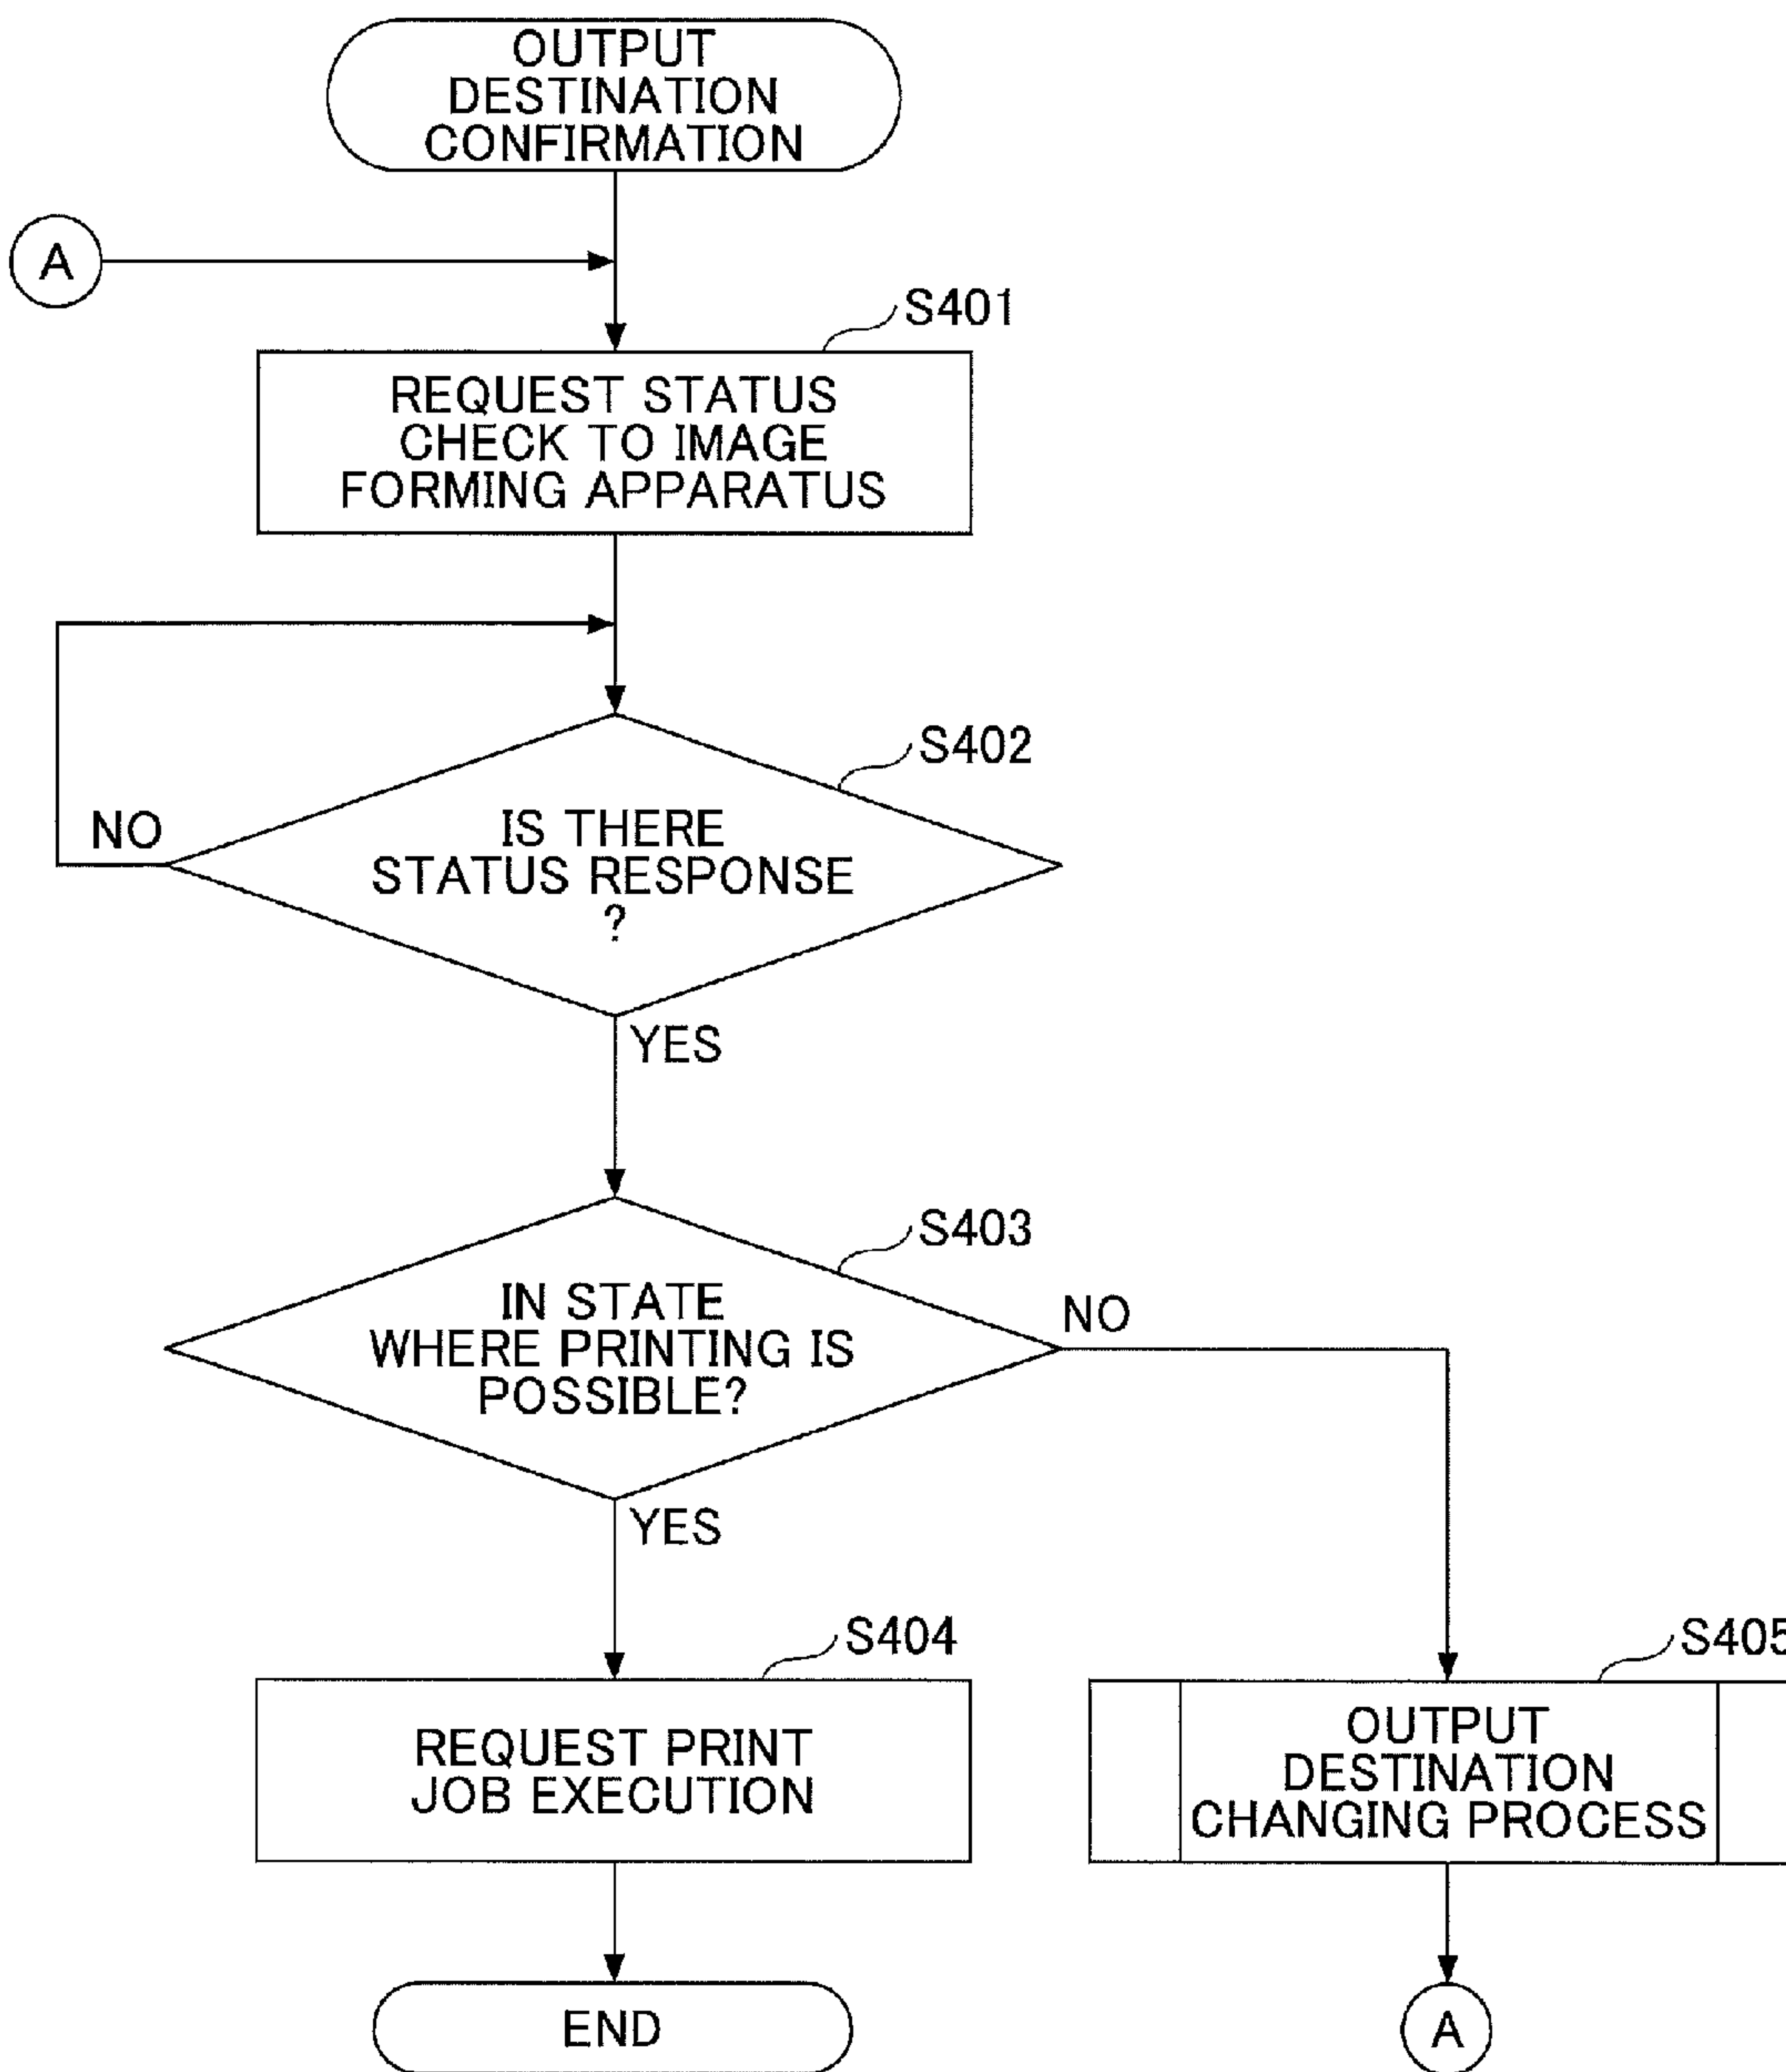 OUTPUT
DESTINATION
CONFIRMATION
A
S401
REQUEST STATUS
CHECK TO IMAGE
FORMING APPARATUS
S402
NO
IS THERE
STATUS RESPONSE
?
YES
S403
IN STATE
WHERE PRINTING IS
POSSIBLE?
NO
YES
S404
REQUEST PRINT
JOB EXECUTION
S405
OUTPUT
DESTINATION
CHANGING PROCESS
END
A